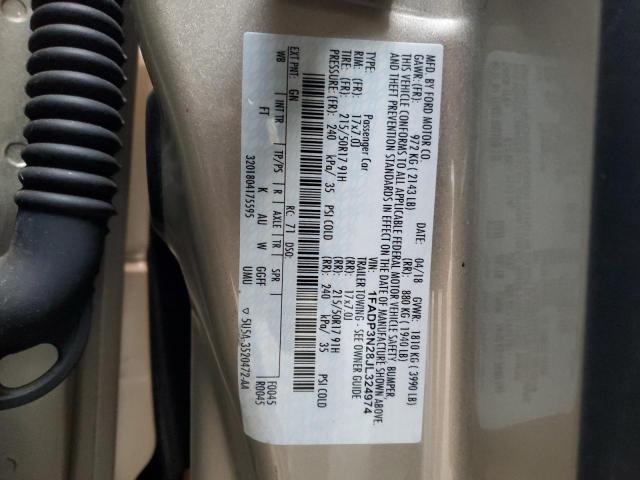 MFD. BY FORD MOTOR CO.
DATE: 04/18 GVWR: 1810 KG ( 3990 LB)
GAWR: (FR): 972 KG ( 2143 LB) (RR): 880 KG ( 1940 LB)
THIS VEHICLE CONFORMS TO ALL APPLICABLE FEDERAL MOTOR VEHICLE SAFETY, BUMPER,
AND THEFT PREVENTION STANDARDS IN EFFECT ON THE DATE OF MANUFACTURE SHOWN ABOVE.
VIN: 1FADP3N28JL324974
TYPE: Passenger Car TRAILER TOWING - SEE OWNER GUIDE
RIM: (FR): 17x7.0J (RR): 17x7.0J
TIRE: (FR): 215/50R17 91H (RR): 215/50R17 91H
PRESSURE: (FR): 240 kPa/ 35 PSI COLD (RR): 240 kPa/ 35 PSI COLD
F0045
R0045
EXT PNT: GN RC: 71 DSO:
WB INT TR TP/PS R AXLE TR SPR
FT K AU W GGFF UMU
3201804175595
▽ 5U5A-3520472-AA